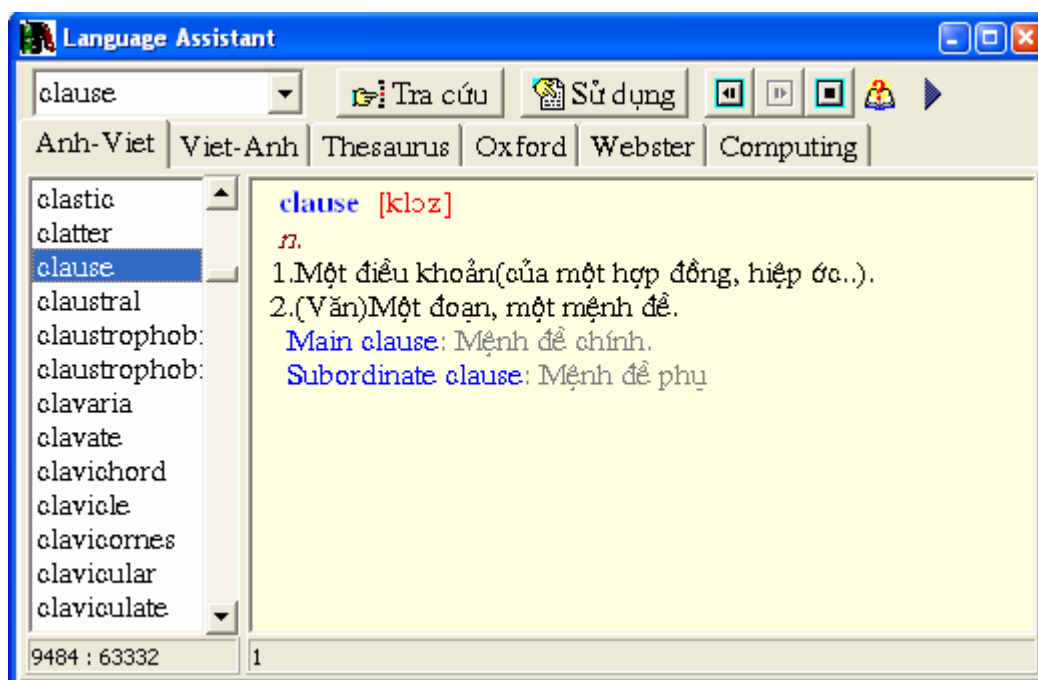 Language Assistant
clause
Tra cứu
Sử dụng
Anh-Viet
Viet-Anh
Thesaurus
Oxford
Webster
Computing
clastic
clatter
clause
claustral
claustrophob
claustrophob
clavaria
clavate
clavichord
clavicle
clavicornes
clavicular
claviculate
clause [klɔz]
n.
1.Một điều khoản(của một hợp đồng, hiệp ớc..).
2.(Văn)Một đoạn, một mệnh đề.
Main clause: Mệnh đề chính.
Subordinate clause: Mệnh đề phụ
9484 : 63332
1